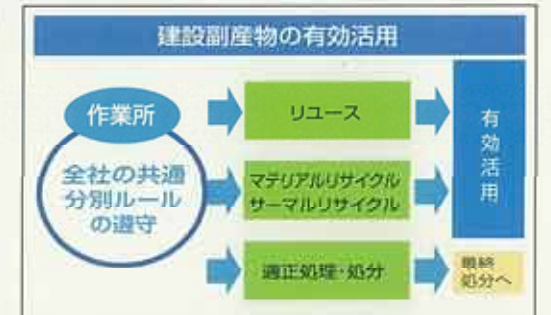 建設副産物の有効活用
作業所
全社の共通
分別ルール
の遵守
リユース
マテリアルリサイクル
サーマルリサイクル
適正処理・処分
有効活用
最終
処分へ